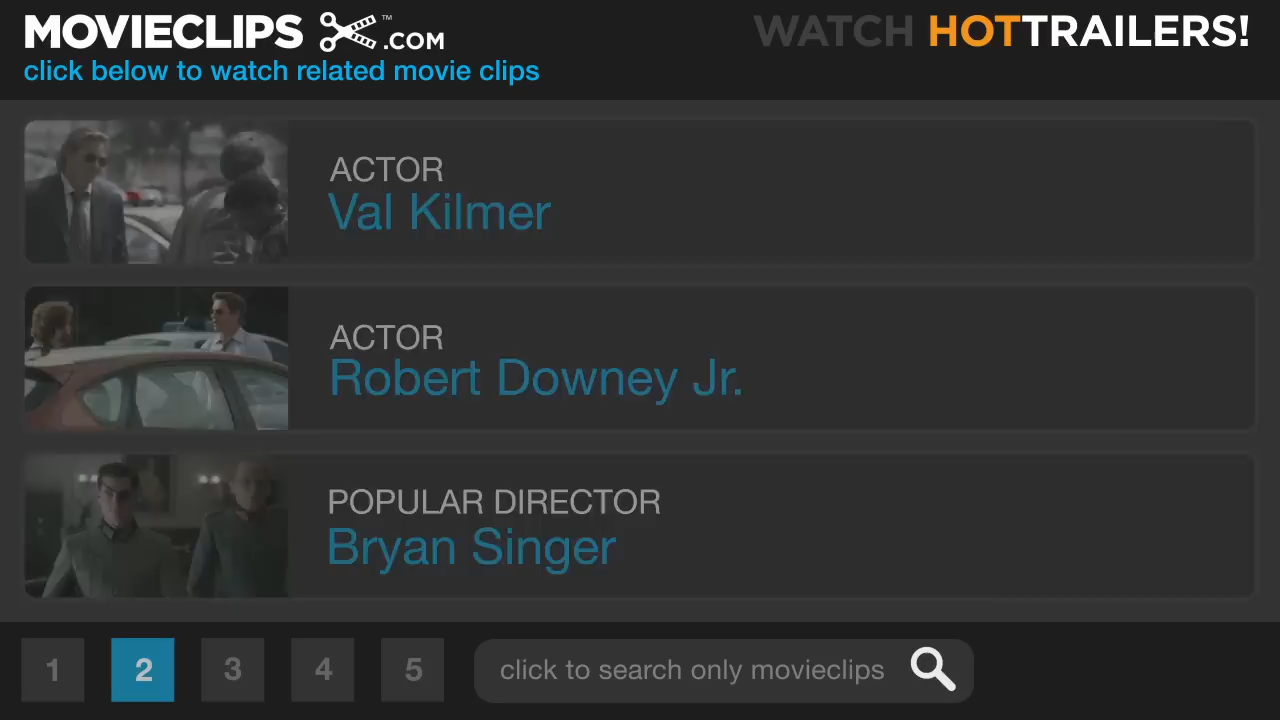 MOVIECLIPS ™ .COM
WATCH HOTTRAILERS!
click below to watch related movie clips
ACTOR
Val Kilmer
ACTOR
Robert Downey Jr.
POPULAR DIRECTOR
Bryan Singer
1 2 3 4 5 click to search only movieclips